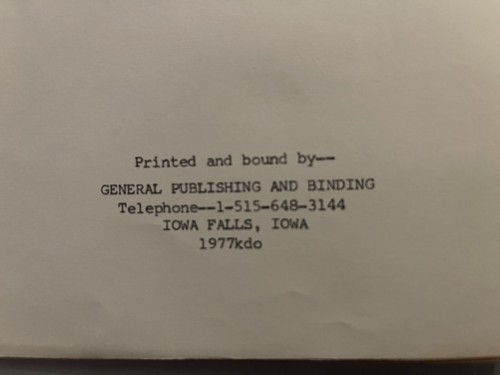 Printed and bound by--
GENERAL PUBLISHING AND BINDING
Telephone--1-515-648-3144
IOWA FALLS, IOWA
1977kdo